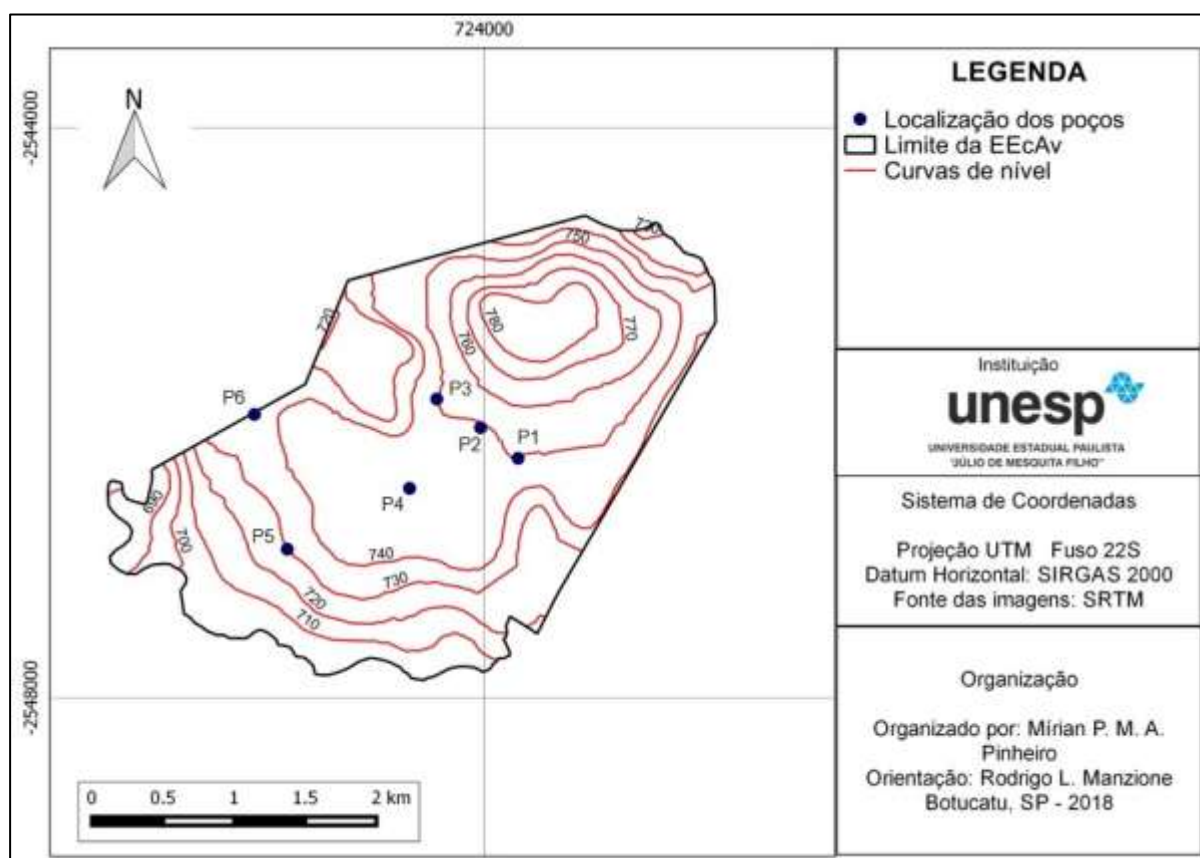 724000
-2544000
-2548000
N
730
750
720
780
770
760
P3
P6
P2
P1
P4
P5
690
700
740
730
720
710
0 0.5 1 1.5 2 km
LEGENDA
Localização dos poços
Limite da EEcAv
Curvas de nível
Instituição
unesp
UNIVERSIDADE ESTADUAL PAULISTA
"JÚLIO DE MESQUITA FILHO"
Sistema de Coordenadas
Projeção UTM Fuso 22S
Datum Horizontal: SIRGAS 2000
Fonte das imagens: SRTM
Organização
Organizado por: Mírian P. M. A.
Pinheiro
Orientação: Rodrigo L. Manzione
Botucatu, SP - 2018